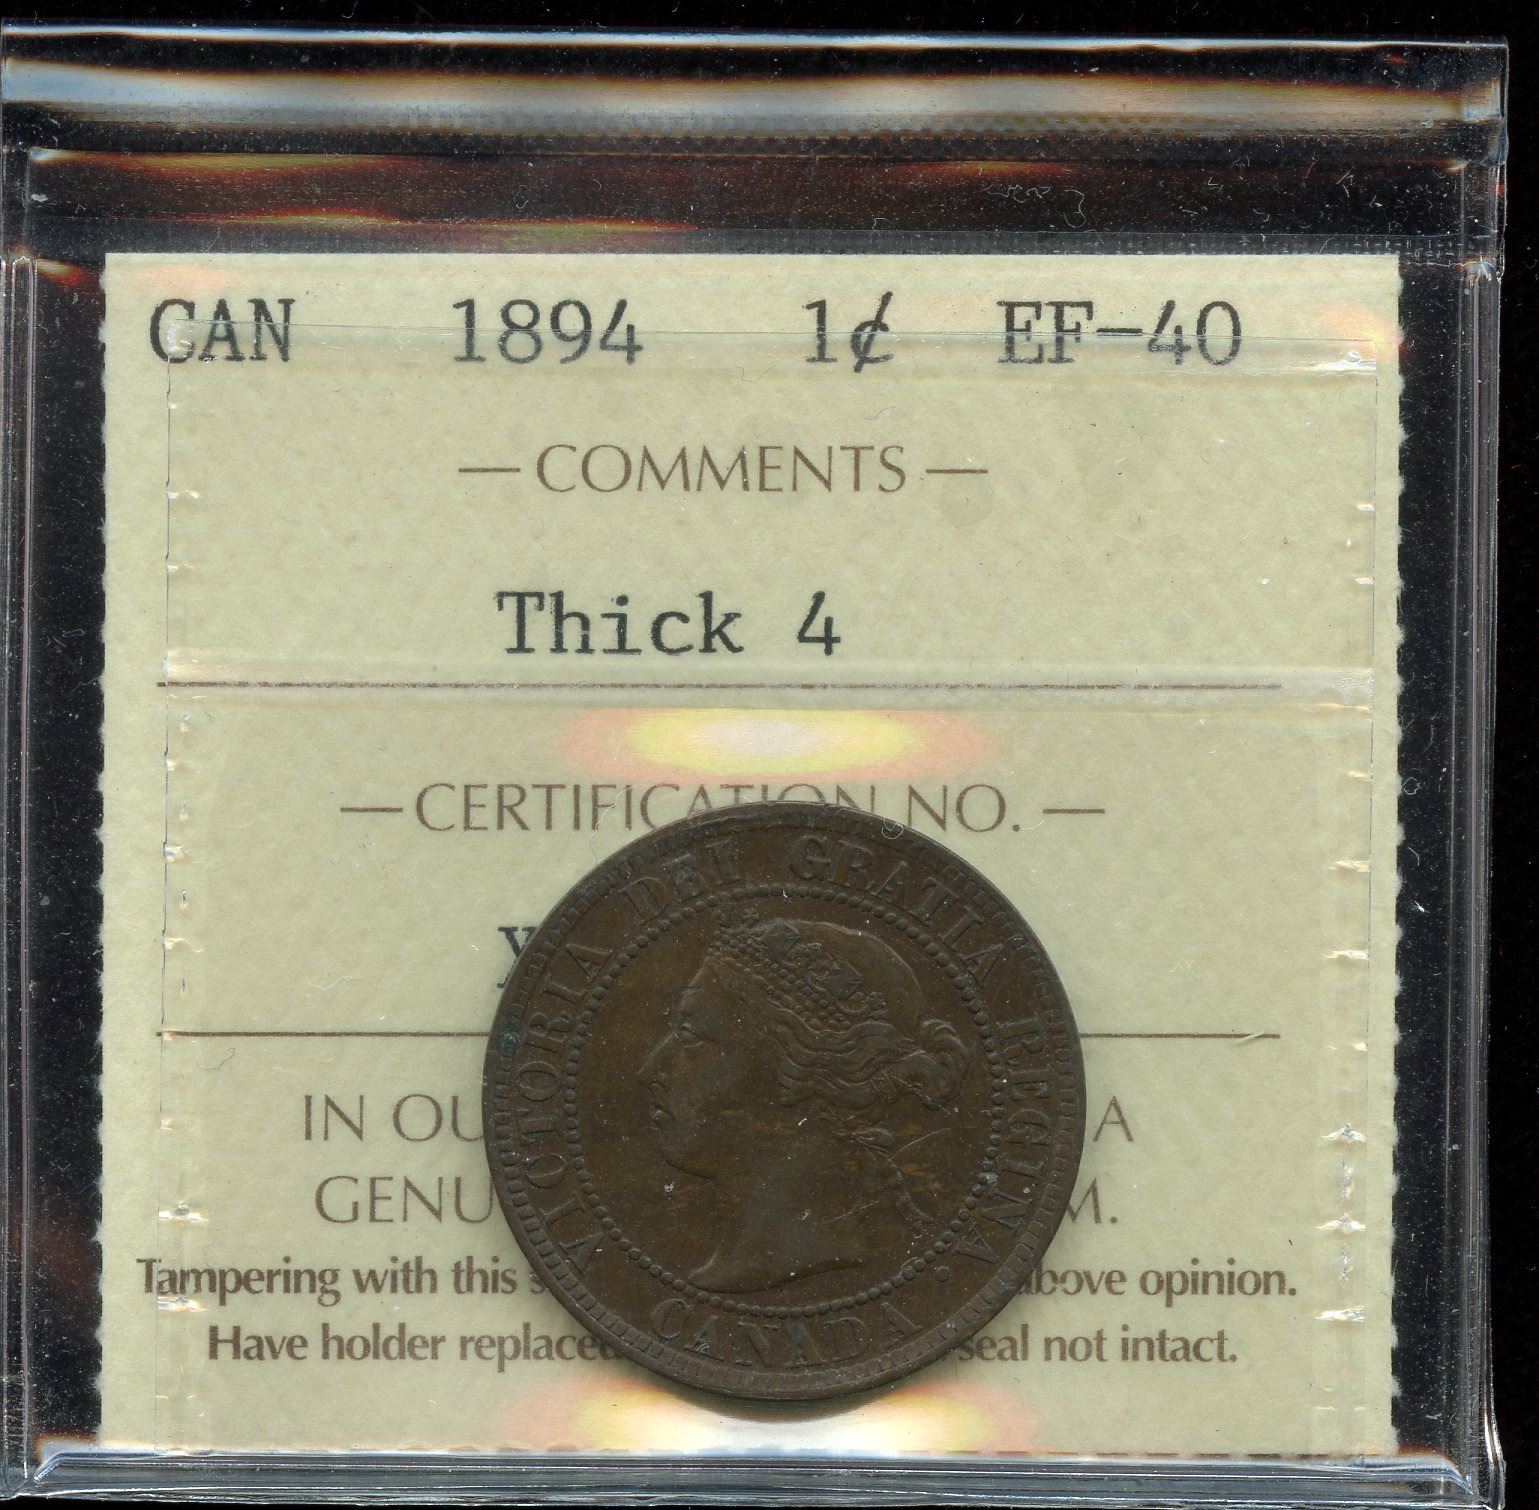 CAN 1894 1¢ EF-40
— COMMENTS —
Thick 4
— CERTIFICATION NO. —
IN OU A
GENU M.
Tampering with this s above opinion.
Have holder replaced seal not intact.
VICTORIA DEI GRATIA REGINA.
CANADA